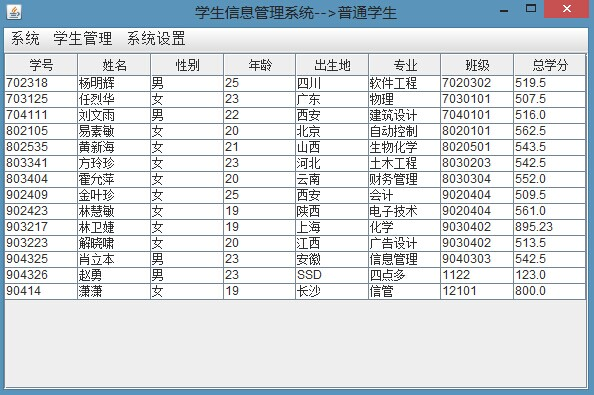 学生信息管理系统-->普通学生
系统 学生管理 系统设置
学号 姓名 性别 年龄 出生地 专业 班级 总学分
702318 杨明辉 男 25 四川 软件工程 7020302 519.5
703125 任烈华 女 23 广东 物理 7030101 507.5
704111 刘文雨 男 22 西安 建筑设计 7040101 516.0
802105 易素敏 女 20 北京 自动控制 8020101 562.5
802535 黄新海 女 21 山西 生物化学 8020501 543.5
803341 方玲珍 女 23 河北 土木工程 8030203 542.5
803404 霍允萍 女 20 云南 财务管理 8030304 552.0
902409 金叶珍 女 25 西安 会计 9020404 509.5
902423 林慧敏 女 19 陕西 电子技术 9020404 561.0
903217 林卫婕 女 19 上海 化学 9030402 895.23
903223 解晓啸 女 20 江西 广告设计 9030402 513.5
904325 肖立本 男 23 安徽 信息管理 9040303 542.5
904326 赵勇 男 23 SSD 四点多 1122 123.0
90414 潇潇 女 19 长沙 信管 12101 800.0